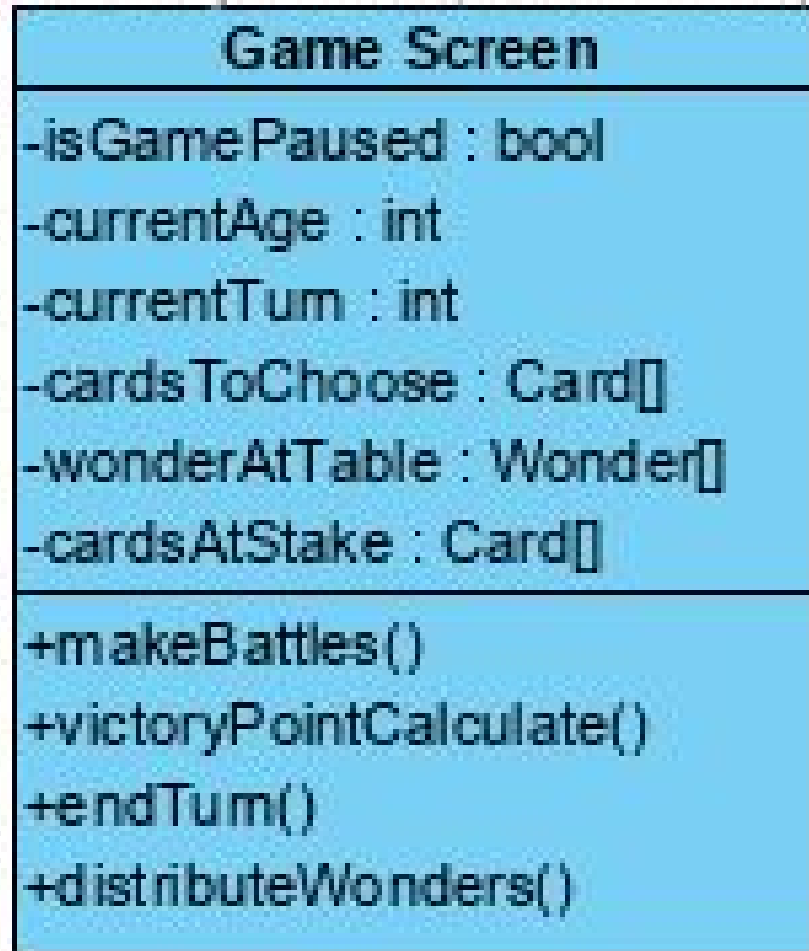 Game Screen
-isGamePaused : bool
-currentAge : int
-currentTurn : int
-cardsToChoose : Card[]
-wonderAtTable : Wonder[]
-cardsAtStake : Card[]
+makeBattles()
+victoryPointCalculate()
+endTurn()
+distributeWonders()